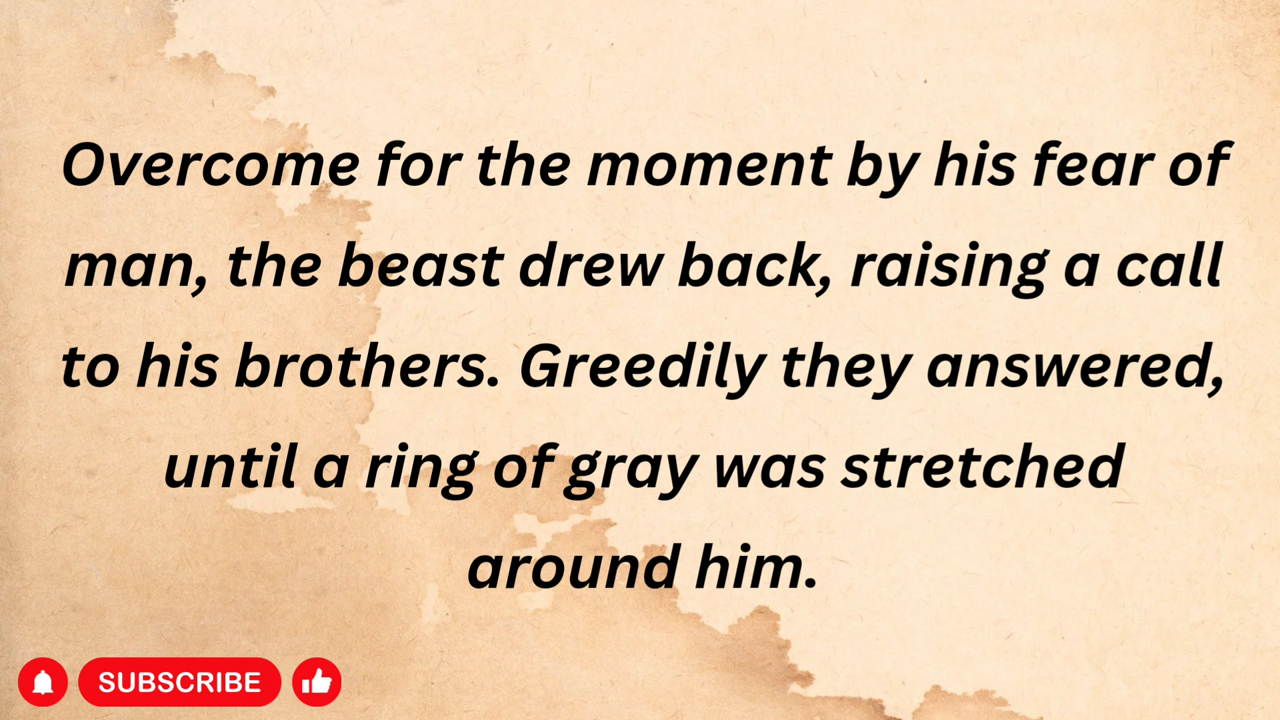 Overcome for the moment by his fear of
man, the beast drew back, raising a call
to his brothers. Greedily they answered,
until a ring of gray was stretched
around him.
SUBSCRIBE